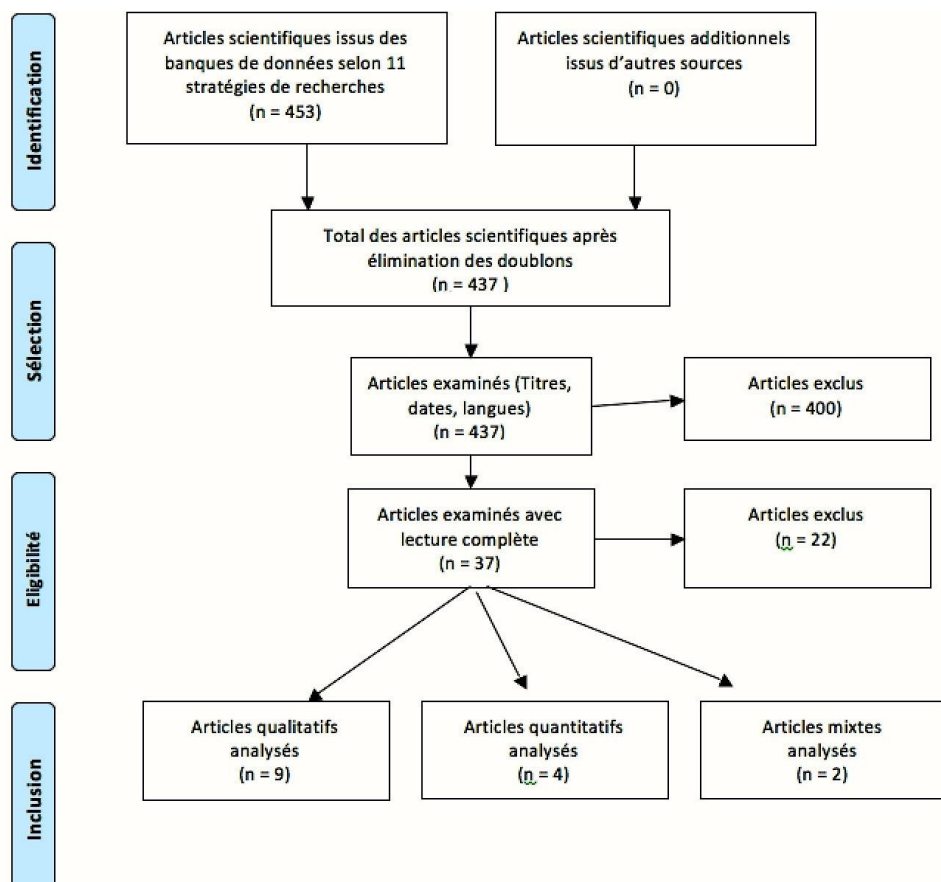 Identification
Articles scientifiques issus des
banques de données selon 11
stratégies de recherches
(n = 453)
Articles scientifiques additionnels
issus d'autres sources
(n = 0)
Sélection
Total des articles scientifiques après
élimination des doublons
(n = 437 )
Articles examinés (Titres,
dates, langues)
(n = 437)
Articles exclus
(n = 400)
Eligibilité
Articles examinés avec
lecture complète
(n = 37)
Articles exclus
(n = 22)
Inclusion
Articles qualitatifs
analysés
(n = 9)
Articles quantitatifs
analysés
(n = 4)
Articles mixtes
analysés
(n = 2)